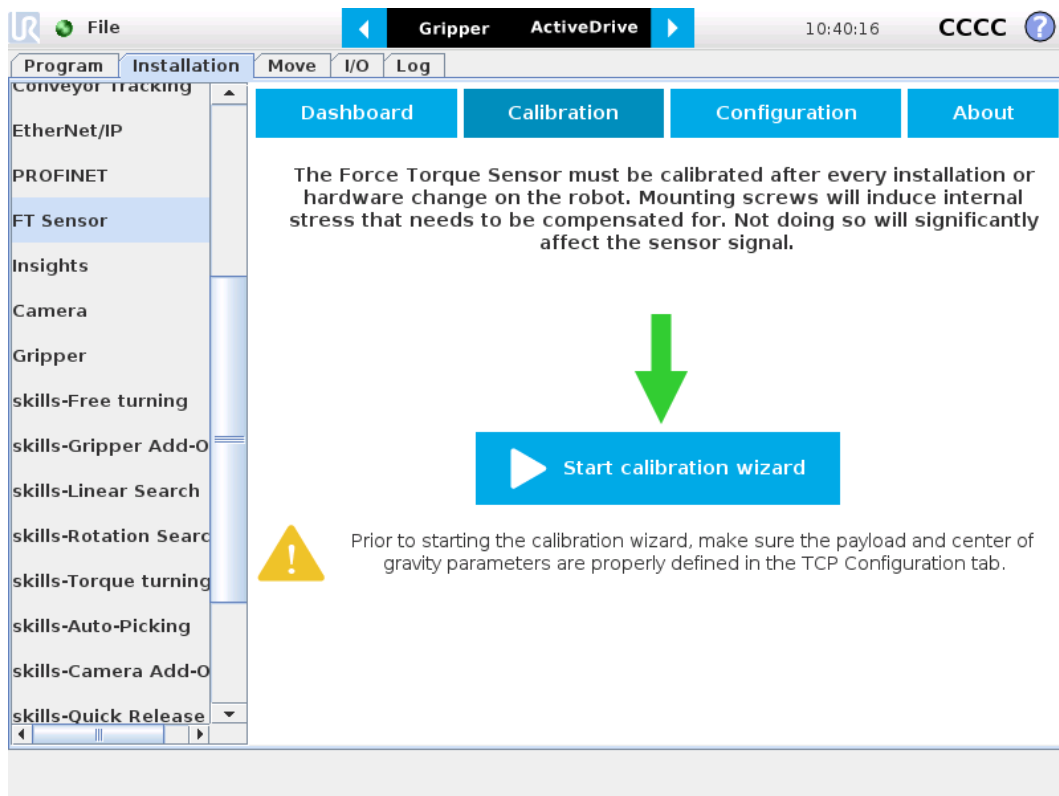 UR File Gripper ActiveDrive 10:40:16 CCCC ?
Program Installation Move I/O Log
Conveyor Tracking
EtherNet/IP
PROFINET
FT Sensor
Insights
Camera
Gripper
skills-Free turning
skills-Gripper Add-O
skills-Linear Search
skills-Rotation Searc
skills-Torque turning
skills-Auto-Picking
skills-Camera Add-O
skills-Quick Release
Dashboard Calibration Configuration About
The Force Torque Sensor must be calibrated after every installation or
hardware change on the robot. Mounting screws will induce internal
stress that needs to be compensated for. Not doing so will significantly
affect the sensor signal.
Start calibration wizard
Prior to starting the calibration wizard, make sure the payload and center of
gravity parameters are properly defined in the TCP Configuration tab.